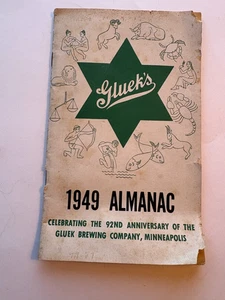 Gluek's
1949 ALMANAC
CELEBRATING THE 92ND ANNIVERSARY OF THE
GLUEK BREWING COMPANY, MINNEAPOLIS